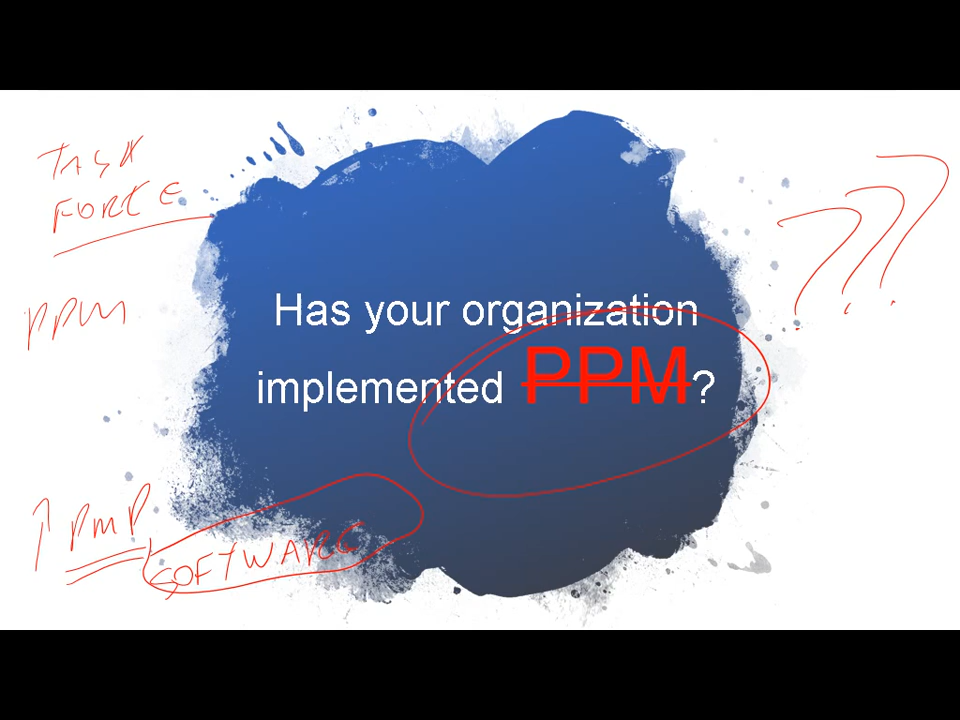 TASK
FORCE
PPM
Has your organization
implemented PPM?
???
↑ PMP
SOFTWARE